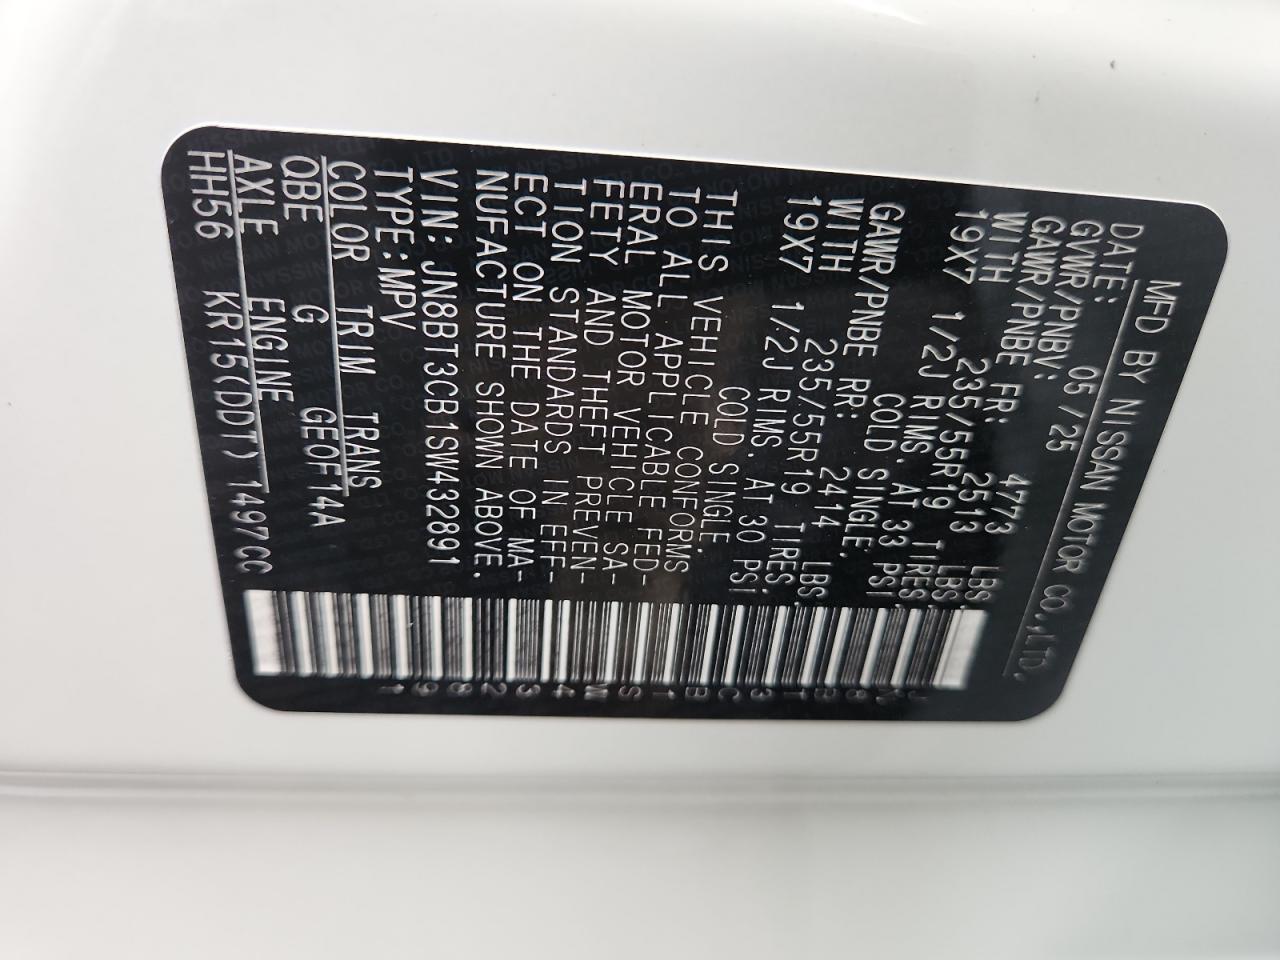 MFD BY NISSAN MOTOR CO.,LTD.
DATE: 05/25
GVWR/PNBV: 4773 LBS.
GAWR/PNBE FR: 2513 LBS.
WITH 235/55R19 TIRES.
19X7 1/2J RIMS. AT 33 PSi
COLD SINGLE.
GAWR/PNBE RR: 2414 LBS.
WITH 235/55R19 TIRES.
19X7 1/2J RIMS. AT 30 PSi
COLD SINGLE.
THIS VEHICLE CONFORMS
TO ALL APPLICABLE FED-
ERAL MOTOR VEHICLE SA-
FETY AND THEFT PREVEN-
TION STANDARDS IN EFF-
ECT ON THE DATE OF MA-
NUFACTURE SHOWN ABOVE.
VIN: JN8BT3CB1SW432891
TYPE:MPV
COLOR TRIM TRANS
QBE G GE0F14A
AXLE ENGINE
HH56 KR15(DDT) 1497CC
JN8BT3CB1SW432891